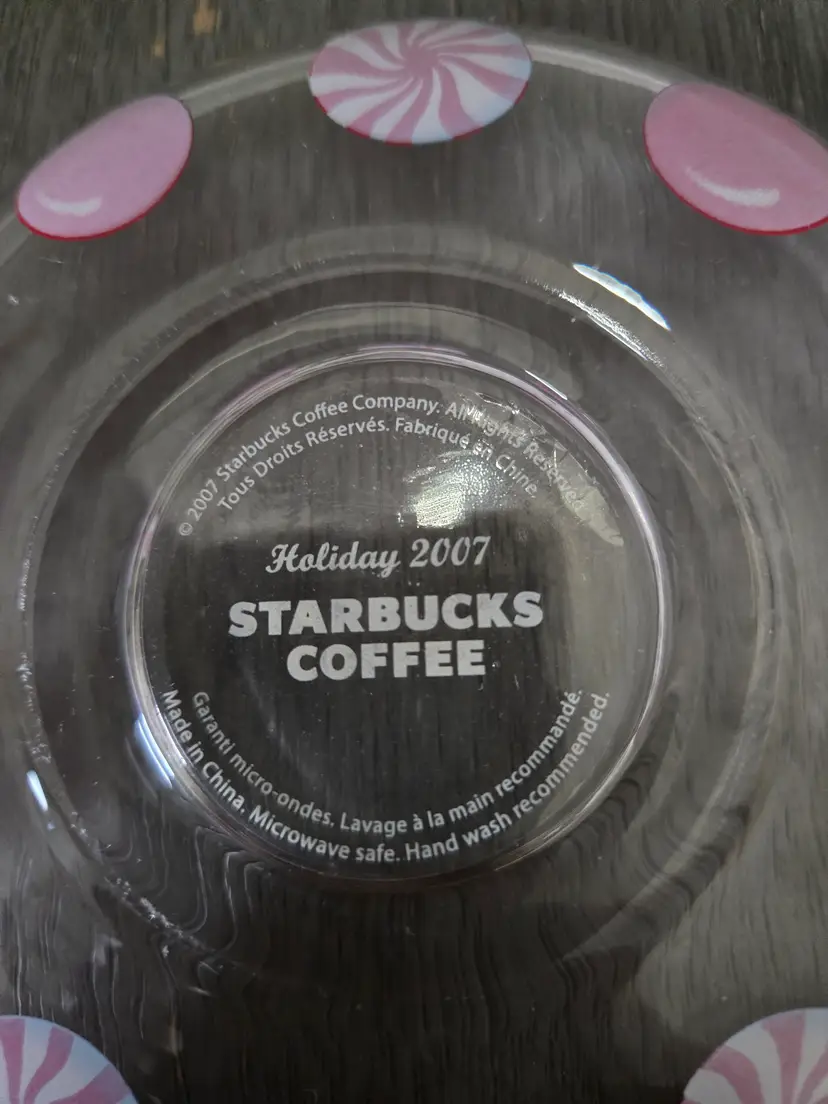 © 2007 Starbucks Coffee Company. All Rights Reserved.
Tous Droits Réservés. Fabriqué en Chine.
Holiday 2007
STARBUCKS
COFFEE
Garanti micro-ondes. Lavage à la main recommandé.
Made in China. Microwave safe. Hand wash recommended.